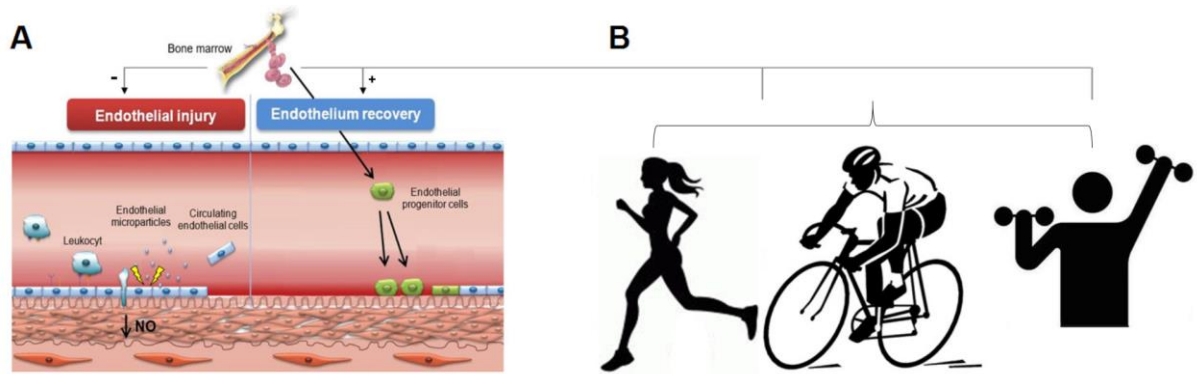 A
B
Bone marrow
-
+
Endothelial injury
Endothelium recovery
Endothelial
progenitor cells
Endothelial
microparticles
Circulating
endothelial cells
Leukocyt
NO